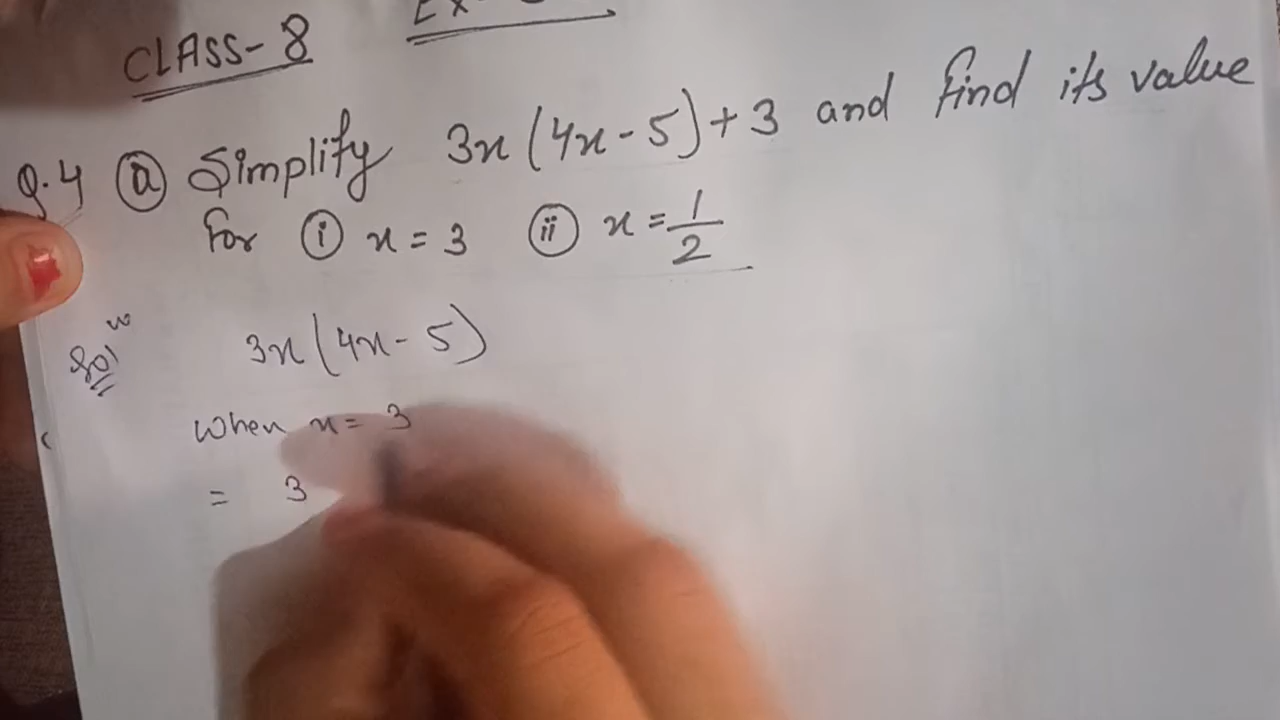 CLASS-8
Q.4 (a) Simplify 3x(4x-5)+3 and find its value
for (i) x=3 (ii) x=1/2
Sol
3x(4x-5)
When x=3
= 3